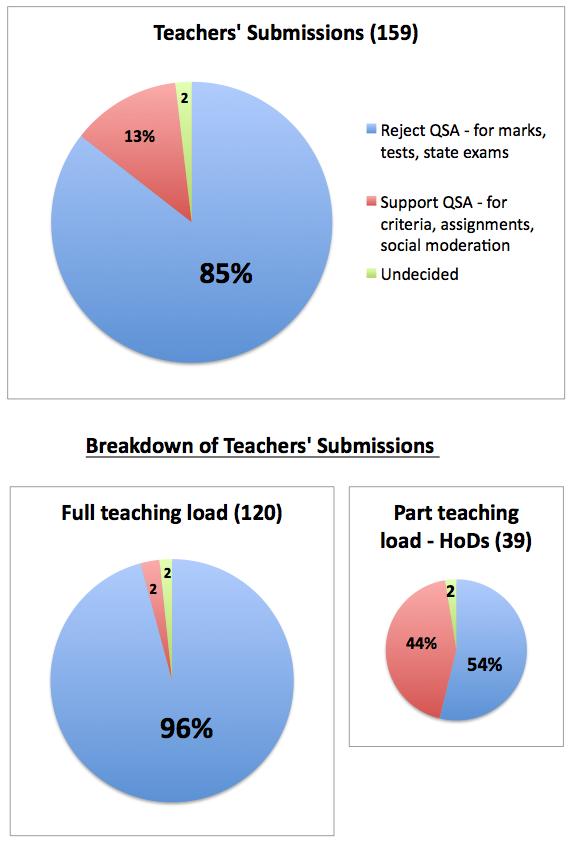 Teachers' Submissions (159)
2
13%
85%
Reject QSA - for marks,
tests, state exams
Support QSA - for
criteria, assignments,
social moderation
Undecided
Breakdown of Teachers' Submissions
Full teaching load (120)
2
2
96%
Part teaching
load - HoDs (39)
2
44%
54%